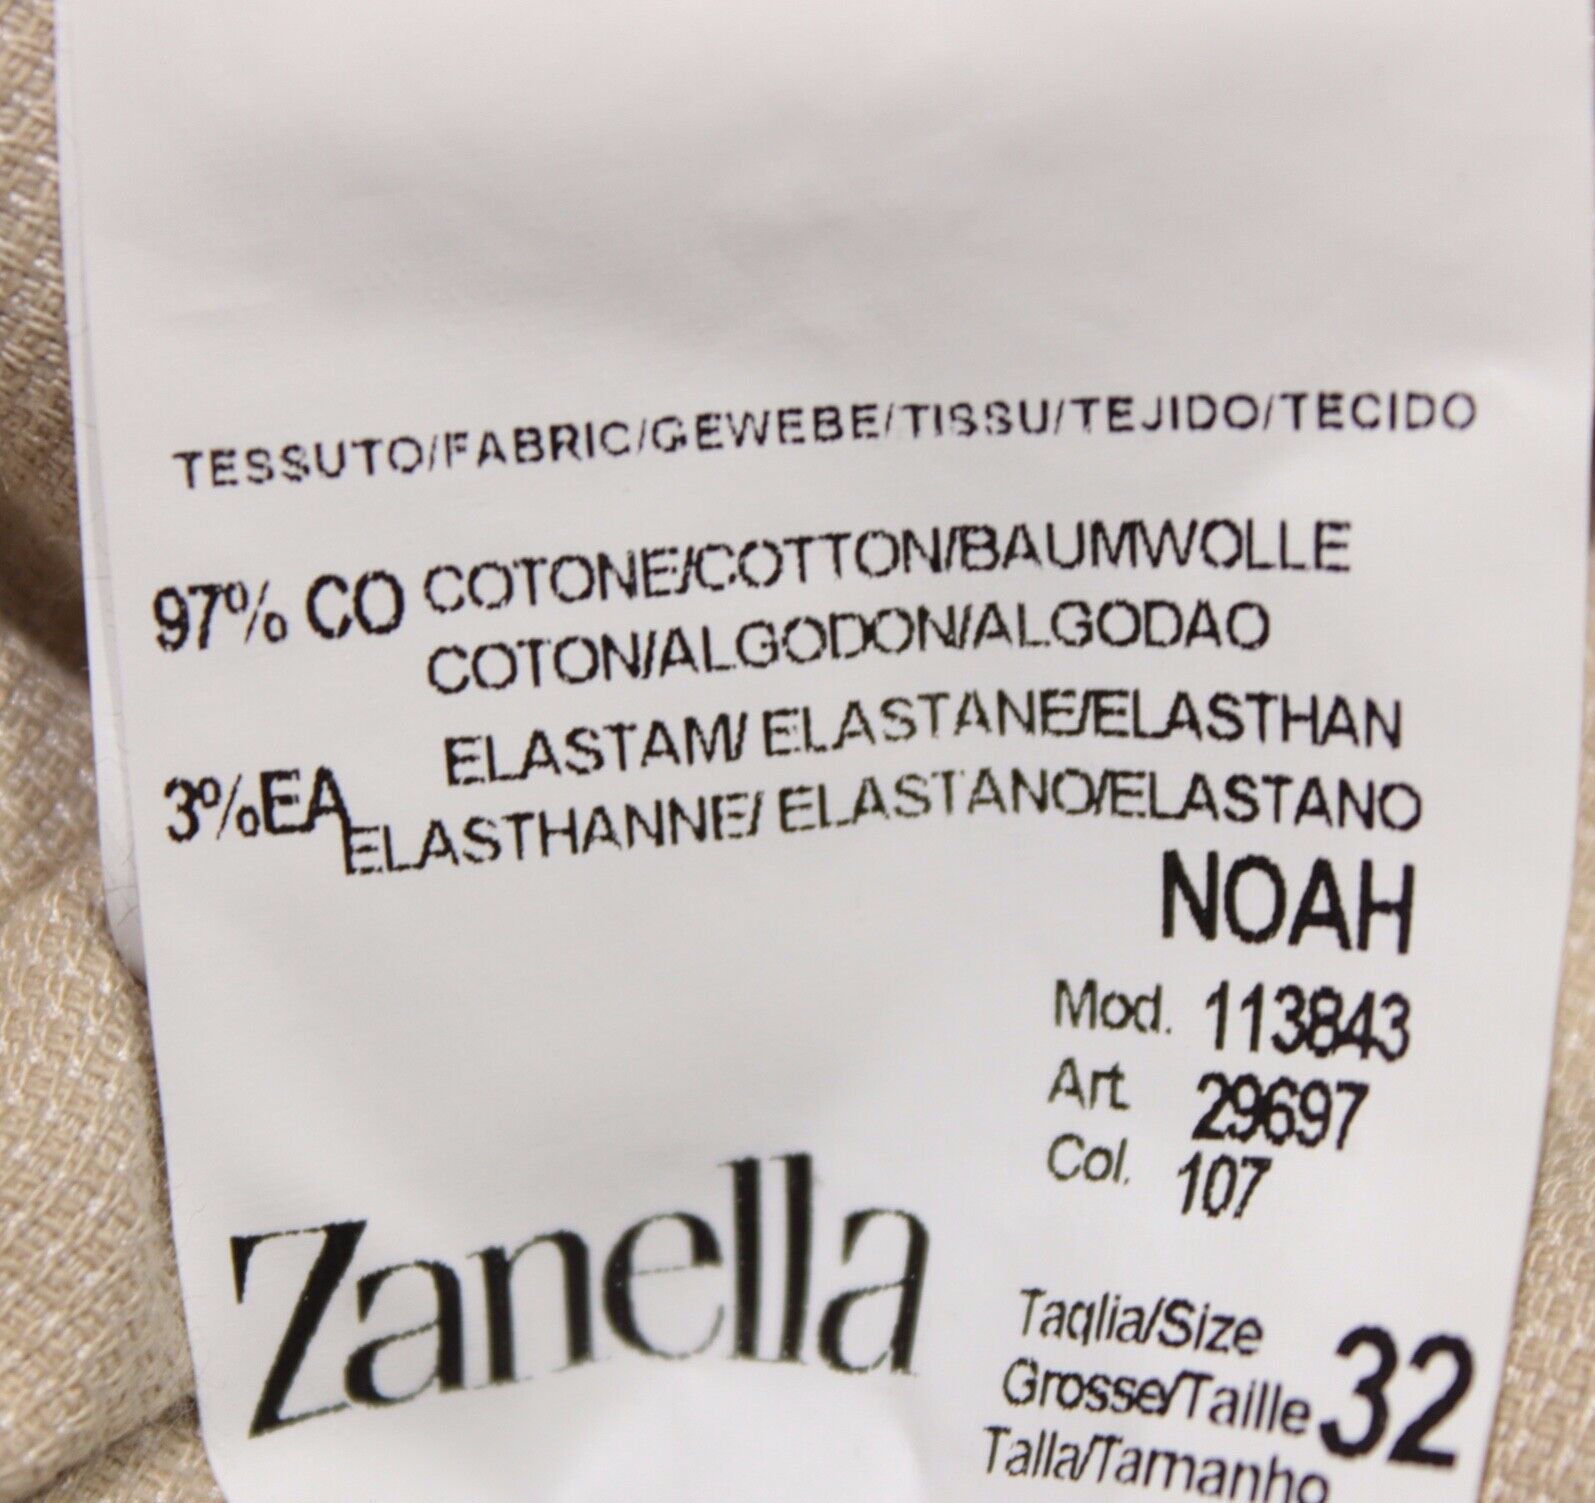 TESSUTO/FABRIC/GEWEBE/TISSU/TEJIDO/TECIDO
97% CO COTONE/COTTON/BAUMWOLLE
COTON/ALGODON/ALGODAO
3%EA ELASTAM/ ELASTANE/ELASTHAN
ELASTHANNE/ ELASTANO/ELASTANO
NOAH
Mod. 113843
Art 29697
Col. 107
Zanella
Taglia/Size
Grosse/Taille 32
Talla/Tamanho